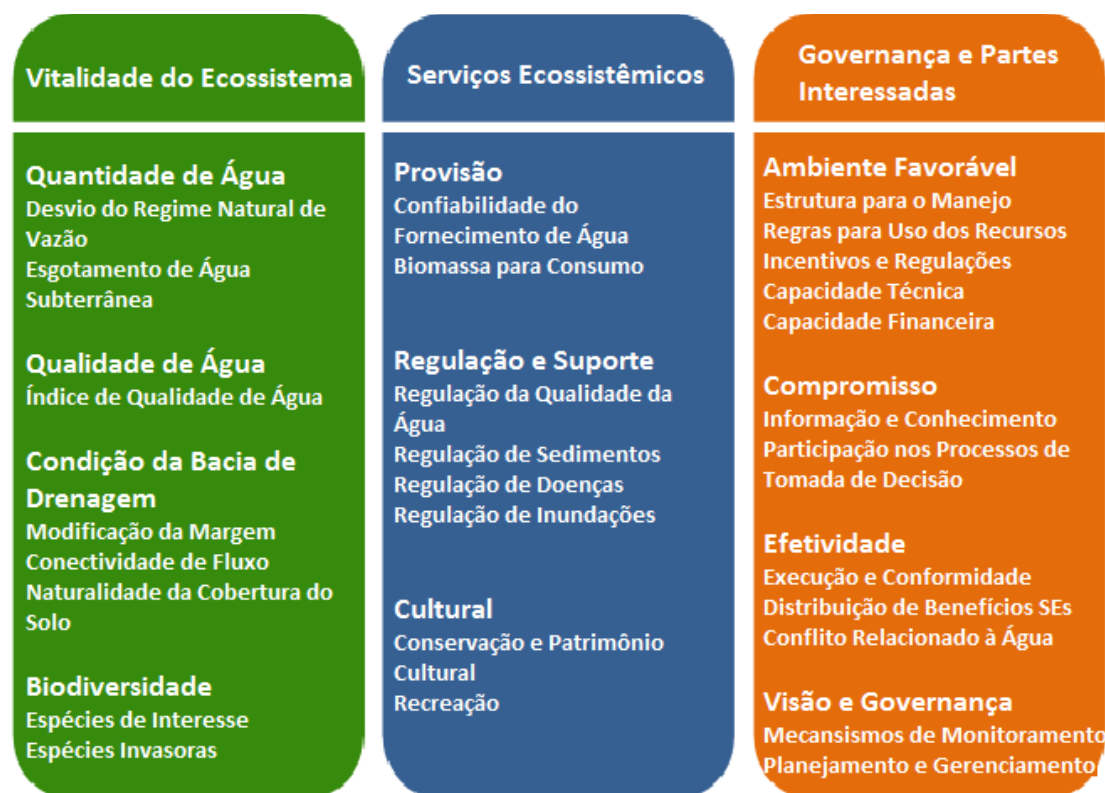 Vitalidade do Ecossistema
Quantidade de Água
Desvio do Regime Natural de
Vazão
Esgotamento de Água
Subterrânea
Qualidade de Água
Índice de Qualidade de Água
Condição da Bacia de
Drenagem
Modificação da Margem
Conectividade de Fluxo
Naturalidade da Cobertura do
Solo
Biodiversidade
Espécies de Interesse
Espécies Invasoras
Serviços Ecossistêmicos
Provisão
Confiabilidade do
Fornecimento de Água
Biomassa para Consumo
Regulação e Suporte
Regulação da Qualidade da
Água
Regulação de Sedimentos
Regulação de Doenças
Regulação de Inundações
Cultural
Conservação e Patrimônio
Cultural
Recreação
Governança e Partes
Interessadas
Ambiente Favorável
Estrutura para o Manejo
Regras para Uso dos Recursos
Incentivos e Regulações
Capacidade Técnica
Capacidade Financeira
Compromisso
Informação e Conhecimento
Participação nos Processos de
Tomada de Decisão
Efetividade
Execução e Conformidade
Distribuição de Benefícios SEs
Conflito Relacionado à Água
Visão e Governança
Mecansismos de Monitoramento
Planejamento e Gerenciamento